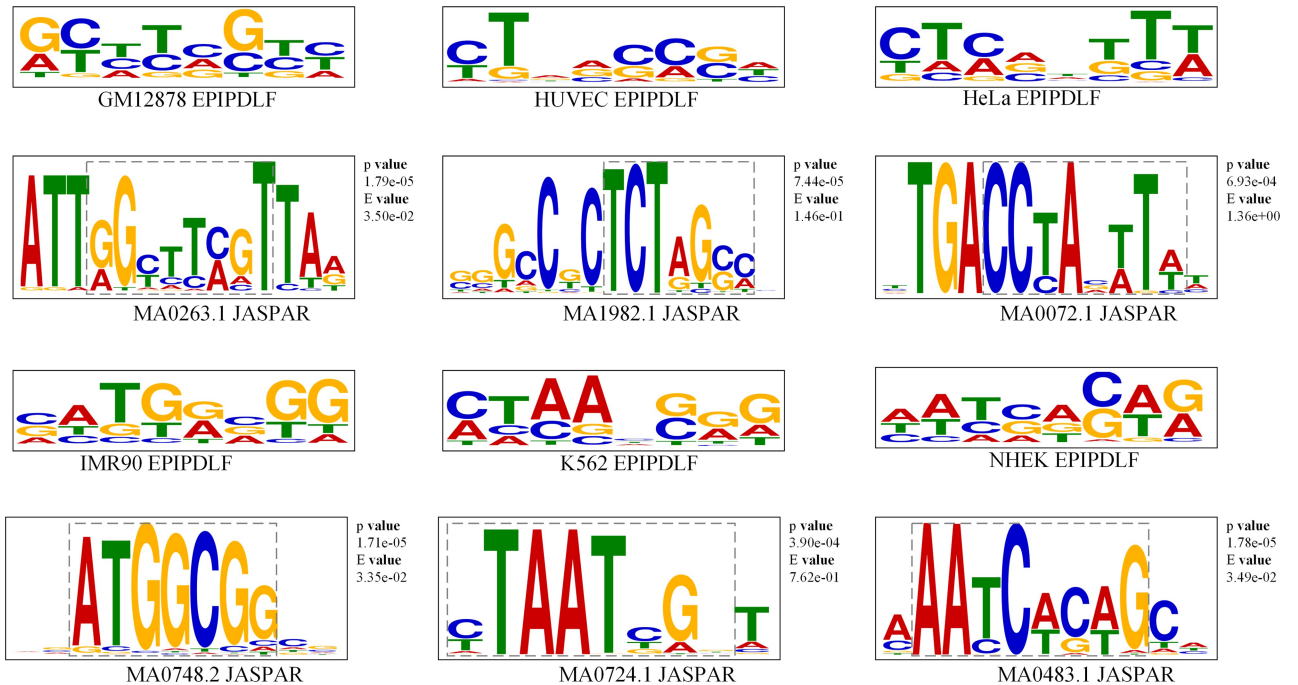 GM12878 EPIPDLF
HUVEC EPIPDLF
HeLa EPIPDLF
p value
1.79e-05
E value
3.50e-02
MA0263.1 JASPAR
p value
7.44e-05
E value
1.46e-01
MA1982.1 JASPAR
p value
6.93e-04
E value
1.36e+00
MA0072.1 JASPAR
IMR90 EPIPDLF
K562 EPIPDLF
NHEK EPIPDLF
p value
1.71e-05
E value
3.35e-02
MA0748.2 JASPAR
p value
3.90e-04
E value
7.62e-01
MA0724.1 JASPAR
p value
1.78e-05
E value
3.49e-02
MA0483.1 JASPAR